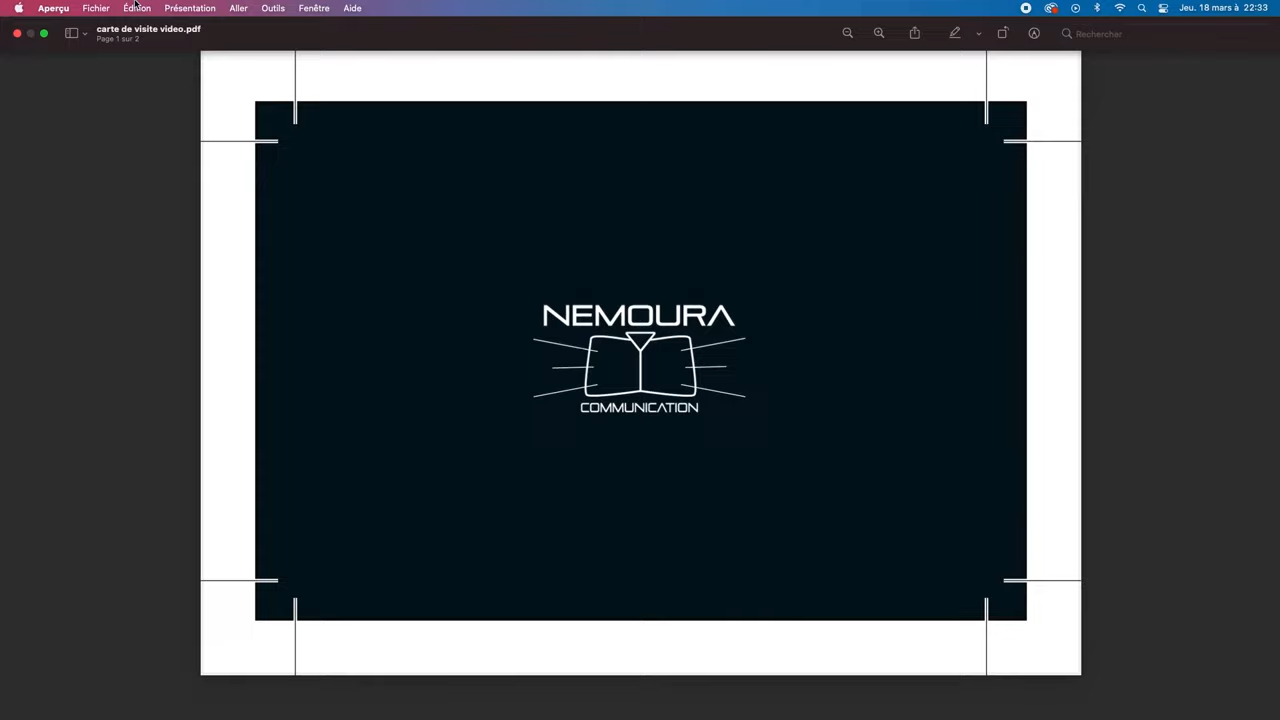 Aperçu Fichier Édition Présentation Aller Outils Fenêtre Aide Jeu. 18 mars à 22:33
carte de visite video.pdf
Page 1 sur 2
Rechercher
NEMOURA
COMMUNICATION